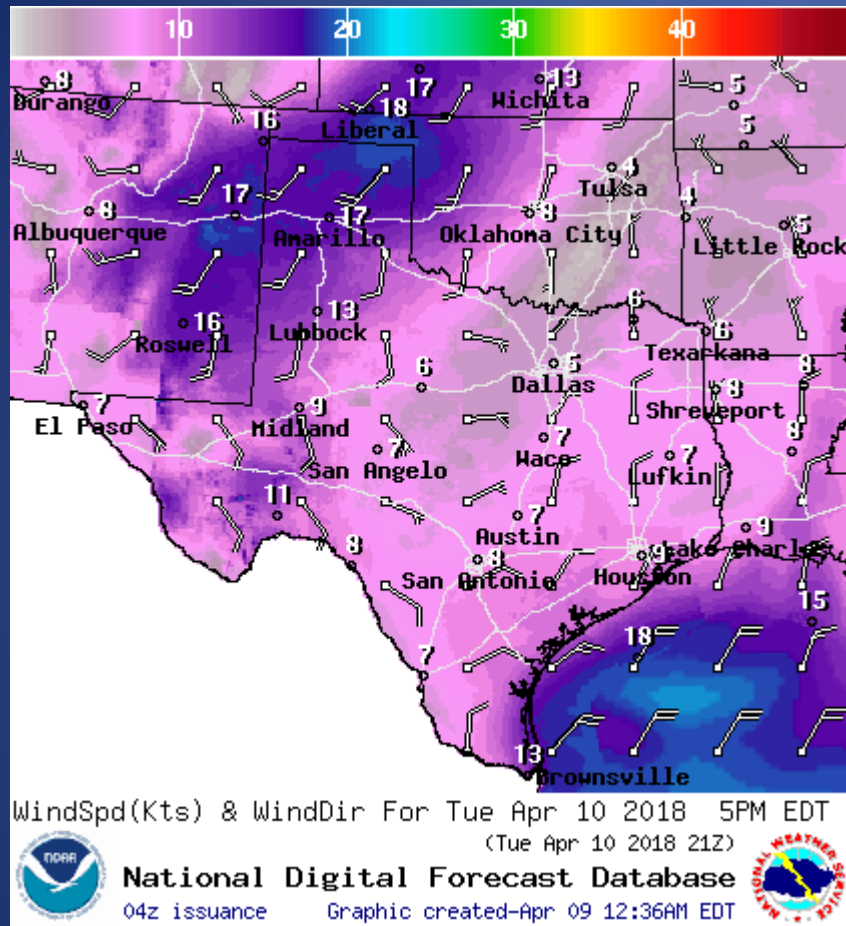 10 20 30 40
8 17 13 5
Durango 18 Wichita
16 Liberal 5
4
Tulsa
8 17 17 8 4 5
Albuquerque Amarillo Oklahoma City Little Rock
16 13 6 6
Roswell Lubbock Texarkana
6 5 8
Dallas 8
7 9 Shreveport
El Paso Midland 7 7 7 8
San Angelo Waco Lufkin
11 7 9
Austin
8 8 9 Lake Charles
San Antonio Houston
15
18
7
13
Brownsville
WindSpd(Kts) & WindDir For Tue Apr 10 2018 5PM EDT
(Tue Apr 10 2018 21Z)
NOAA
National Digital Forecast Database
04z issuance Graphic created-Apr 09 12:36AM EDT
NATIONAL WEATHER SERVICE